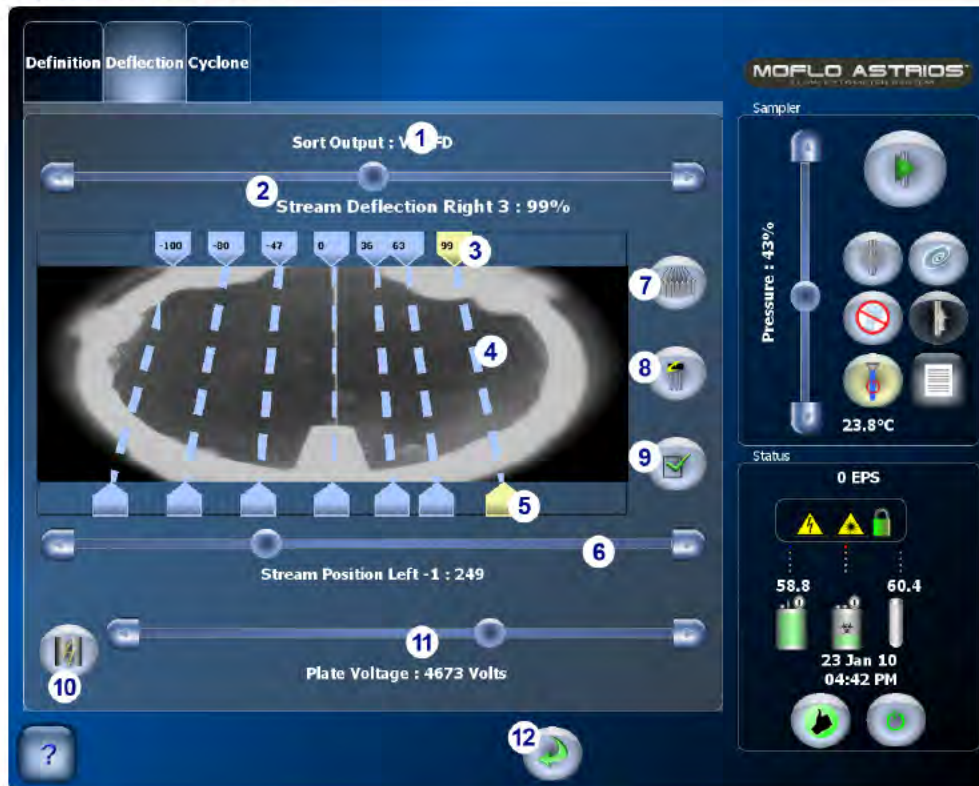 Definition Deflection Cyclone
MOFLO ASTRIOS
Sampler
Sort Output :
1
2
Stream Deflection Right 3 : 99%
-100 -80 -47 0 36 63 99
3
4
5
6
Stream Position Left -1 : 249
7
8
9
10
11
Plate Voltage : 4673 Volts
12
?
Pressure : 43%
23.8°C
Status
0 EPS
58.8 60.4
23 Jan 10
04:42 PM